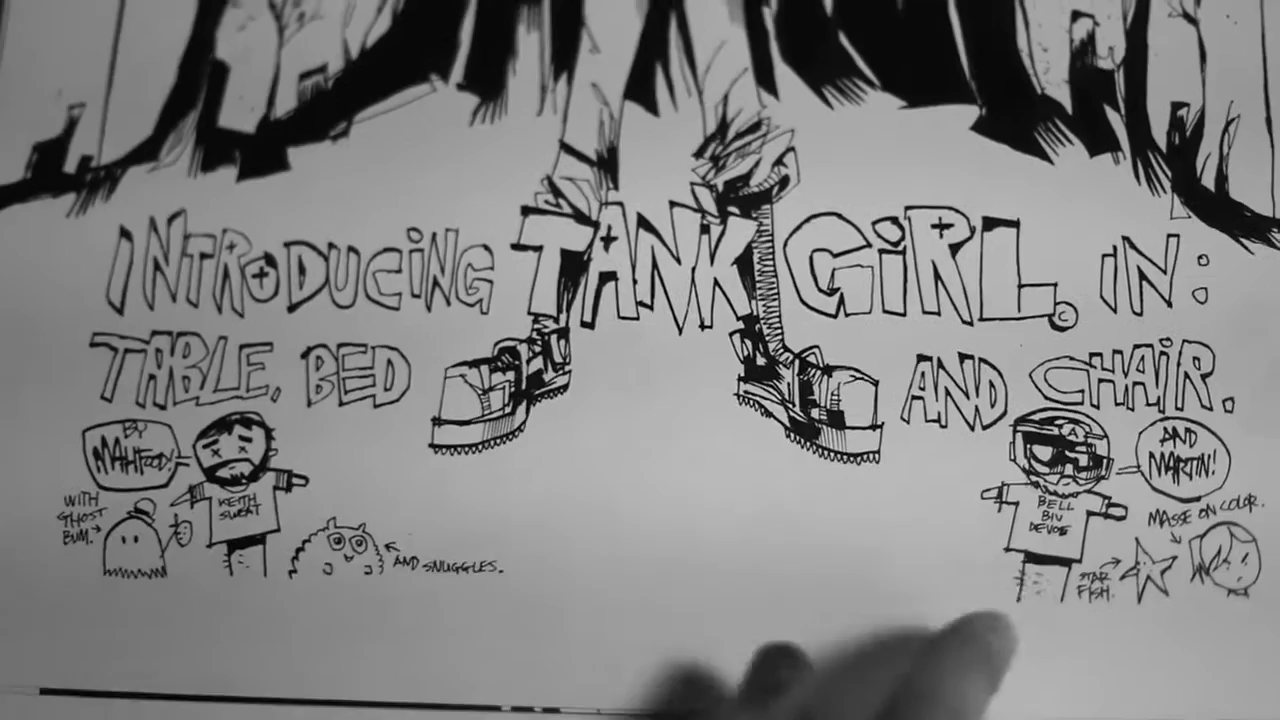 INTRODUCING TANK GIRL. © IN:
TABLE, BED AND CHAIR.
BY
MAHFOOD!
WITH
GHOST
BUM.
KEITH
SWEAT
AND SNUGGLES.
AND
MARTIN!
BELL
BIV
DEVOE
MASSE ON COLOR.
STAR
FISH.
A